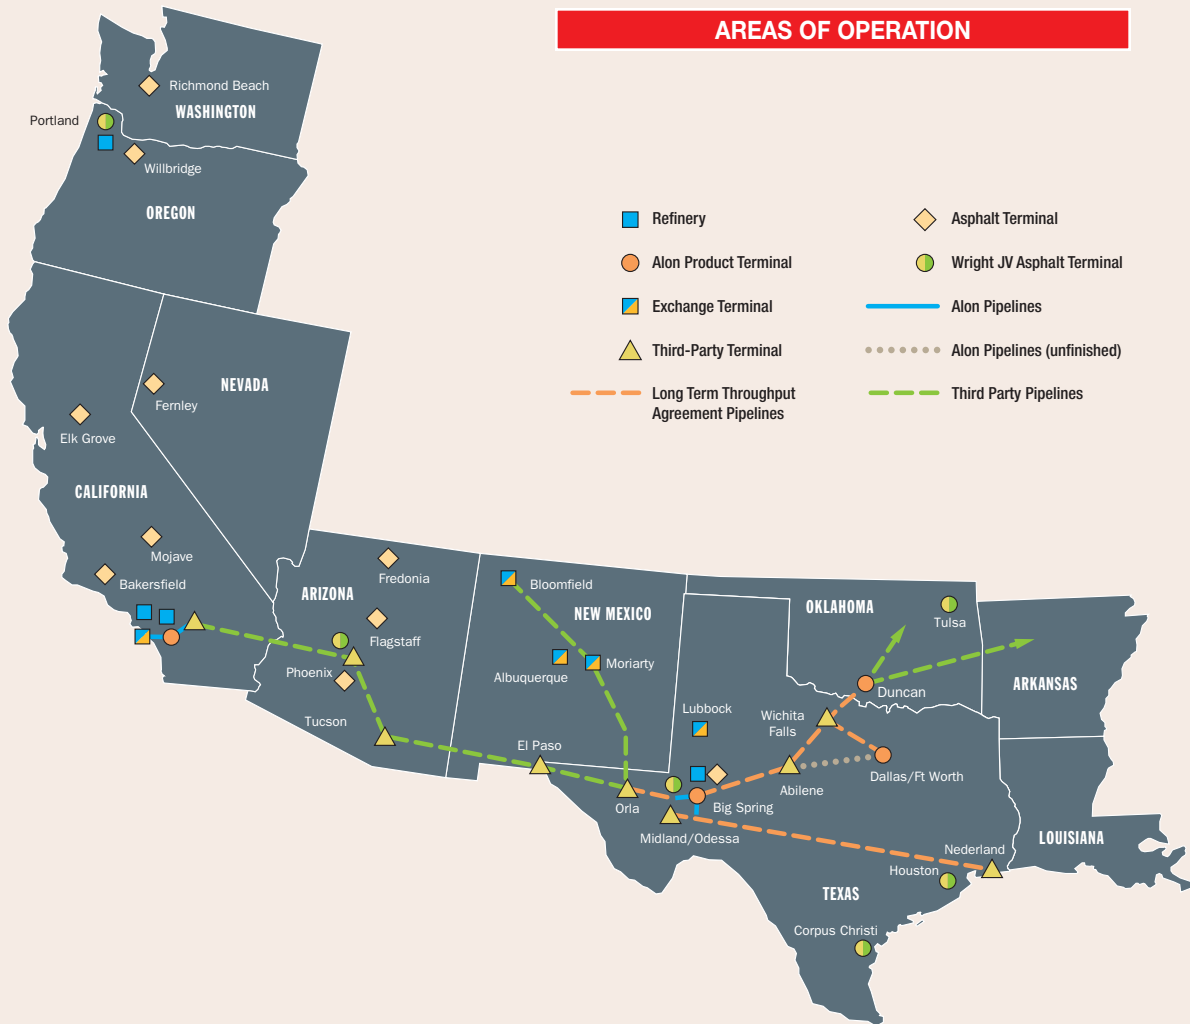 AREAS OF OPERATION
Richmond Beach
WASHINGTON
Portland
Willbridge
OREGON
Refinery
Asphalt Terminal
Alon Product Terminal
Wright JV Asphalt Terminal
Exchange Terminal
Alon Pipelines
Third-Party Terminal
Alon Pipelines (unfinished)
Long Term Throughput
Agreement Pipelines
Third Party Pipelines
NEVADA
Fernley
Elk Grove
CALIFORNIA
Mojave
Bakersfield
Fredonia
ARIZONA
Flagstaff
Phoenix
Tucson
Bloomfield
NEW MEXICO
Albuquerque
Moriarty
El Paso
OKLAHOMA
Tulsa
Duncan
ARKANSAS
Lubbock
Wichita
Falls
Dallas/Ft Worth
Abilene
Big Spring
Orla
Midland/Odessa
LOUISIANA
Nederland
Houston
TEXAS
Corpus Christi